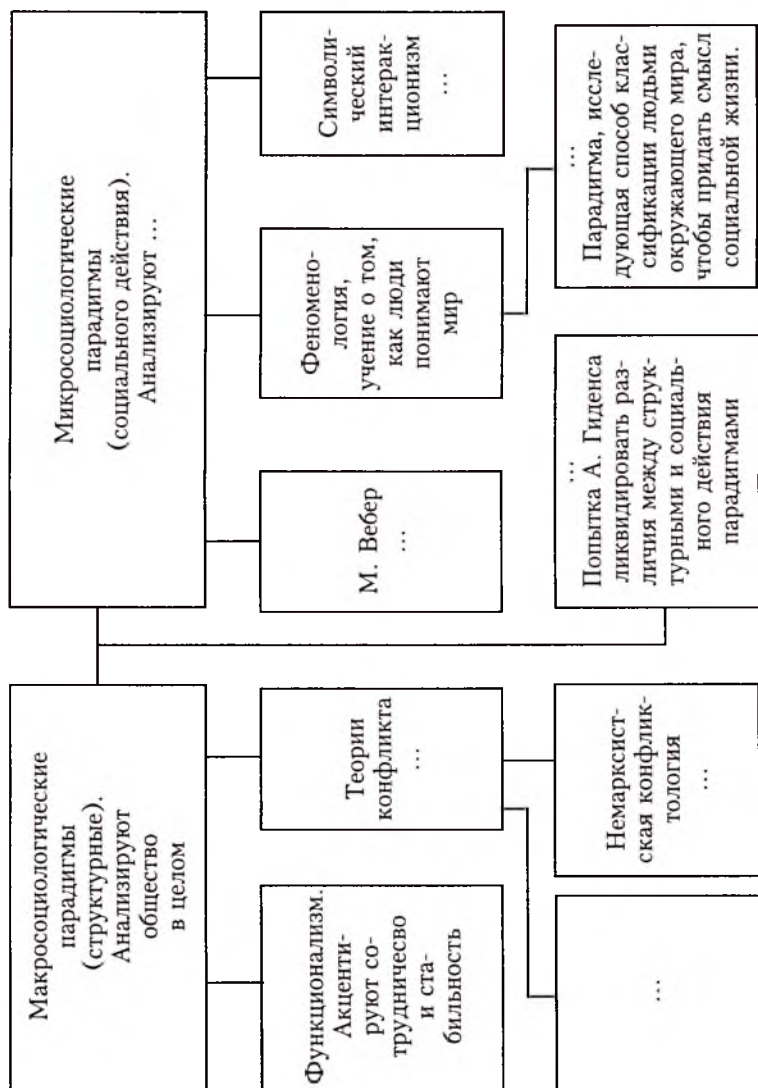 Макросоциологические
парадигмы
(структурные).
Анализируют
общество
в целом
Микросоциологические
парадигмы
(социального действия).
Анализируют ...
Функционализм.
Акценти-
руют со-
трудничесво
и ста-
бильность
Теории
конфликта
...
М. Вебер
...
Феномено-
логия,
учение о том,
как люди
понимают
мир
Символи-
ческий
интерак-
ционизм
...
...
Немарксист-
ская конфлик-
тология
...
...
Попытка А. Гиденса
ликвидировать раз-
личия между струк-
турными и социаль-
ного действия
парадигмами
...
Парадигма, иссле-
дующая способ клас-
сификации людьми
окружающего мира,
чтобы придать смысл
социальной жизни.